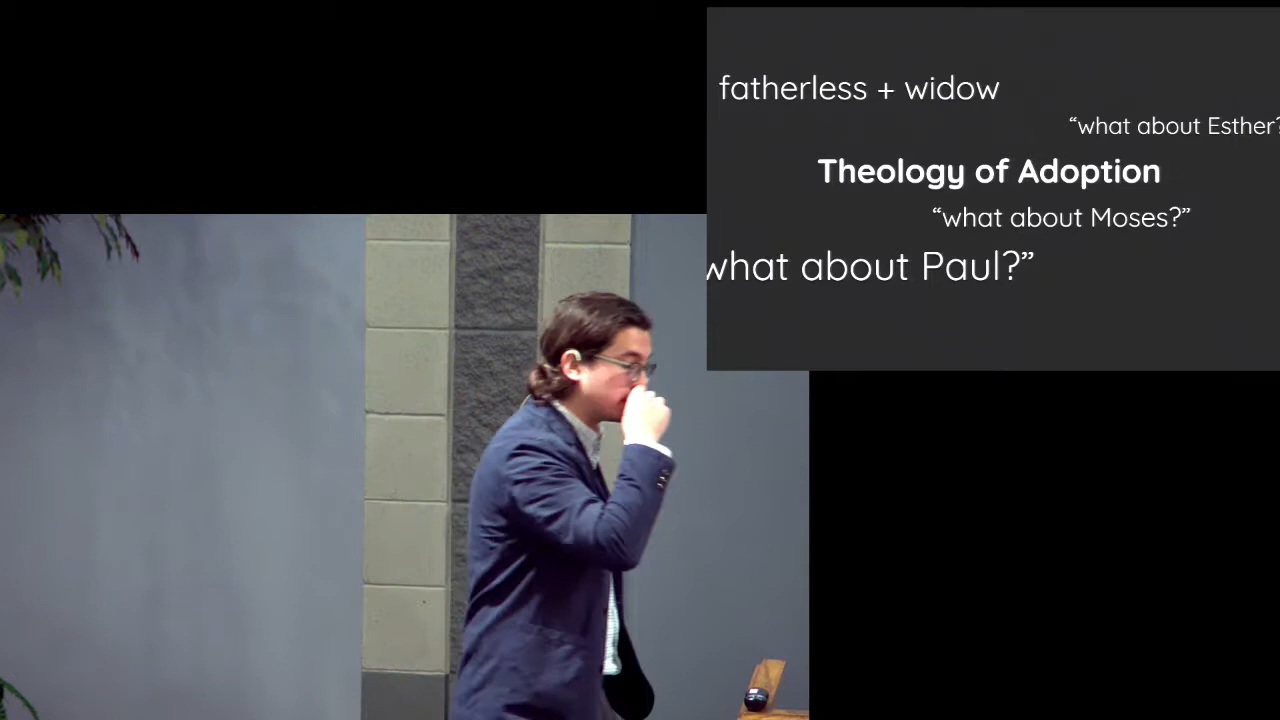 fatherless + widow
“what about Esther?
Theology of Adoption
“what about Moses?”
what about Paul?”